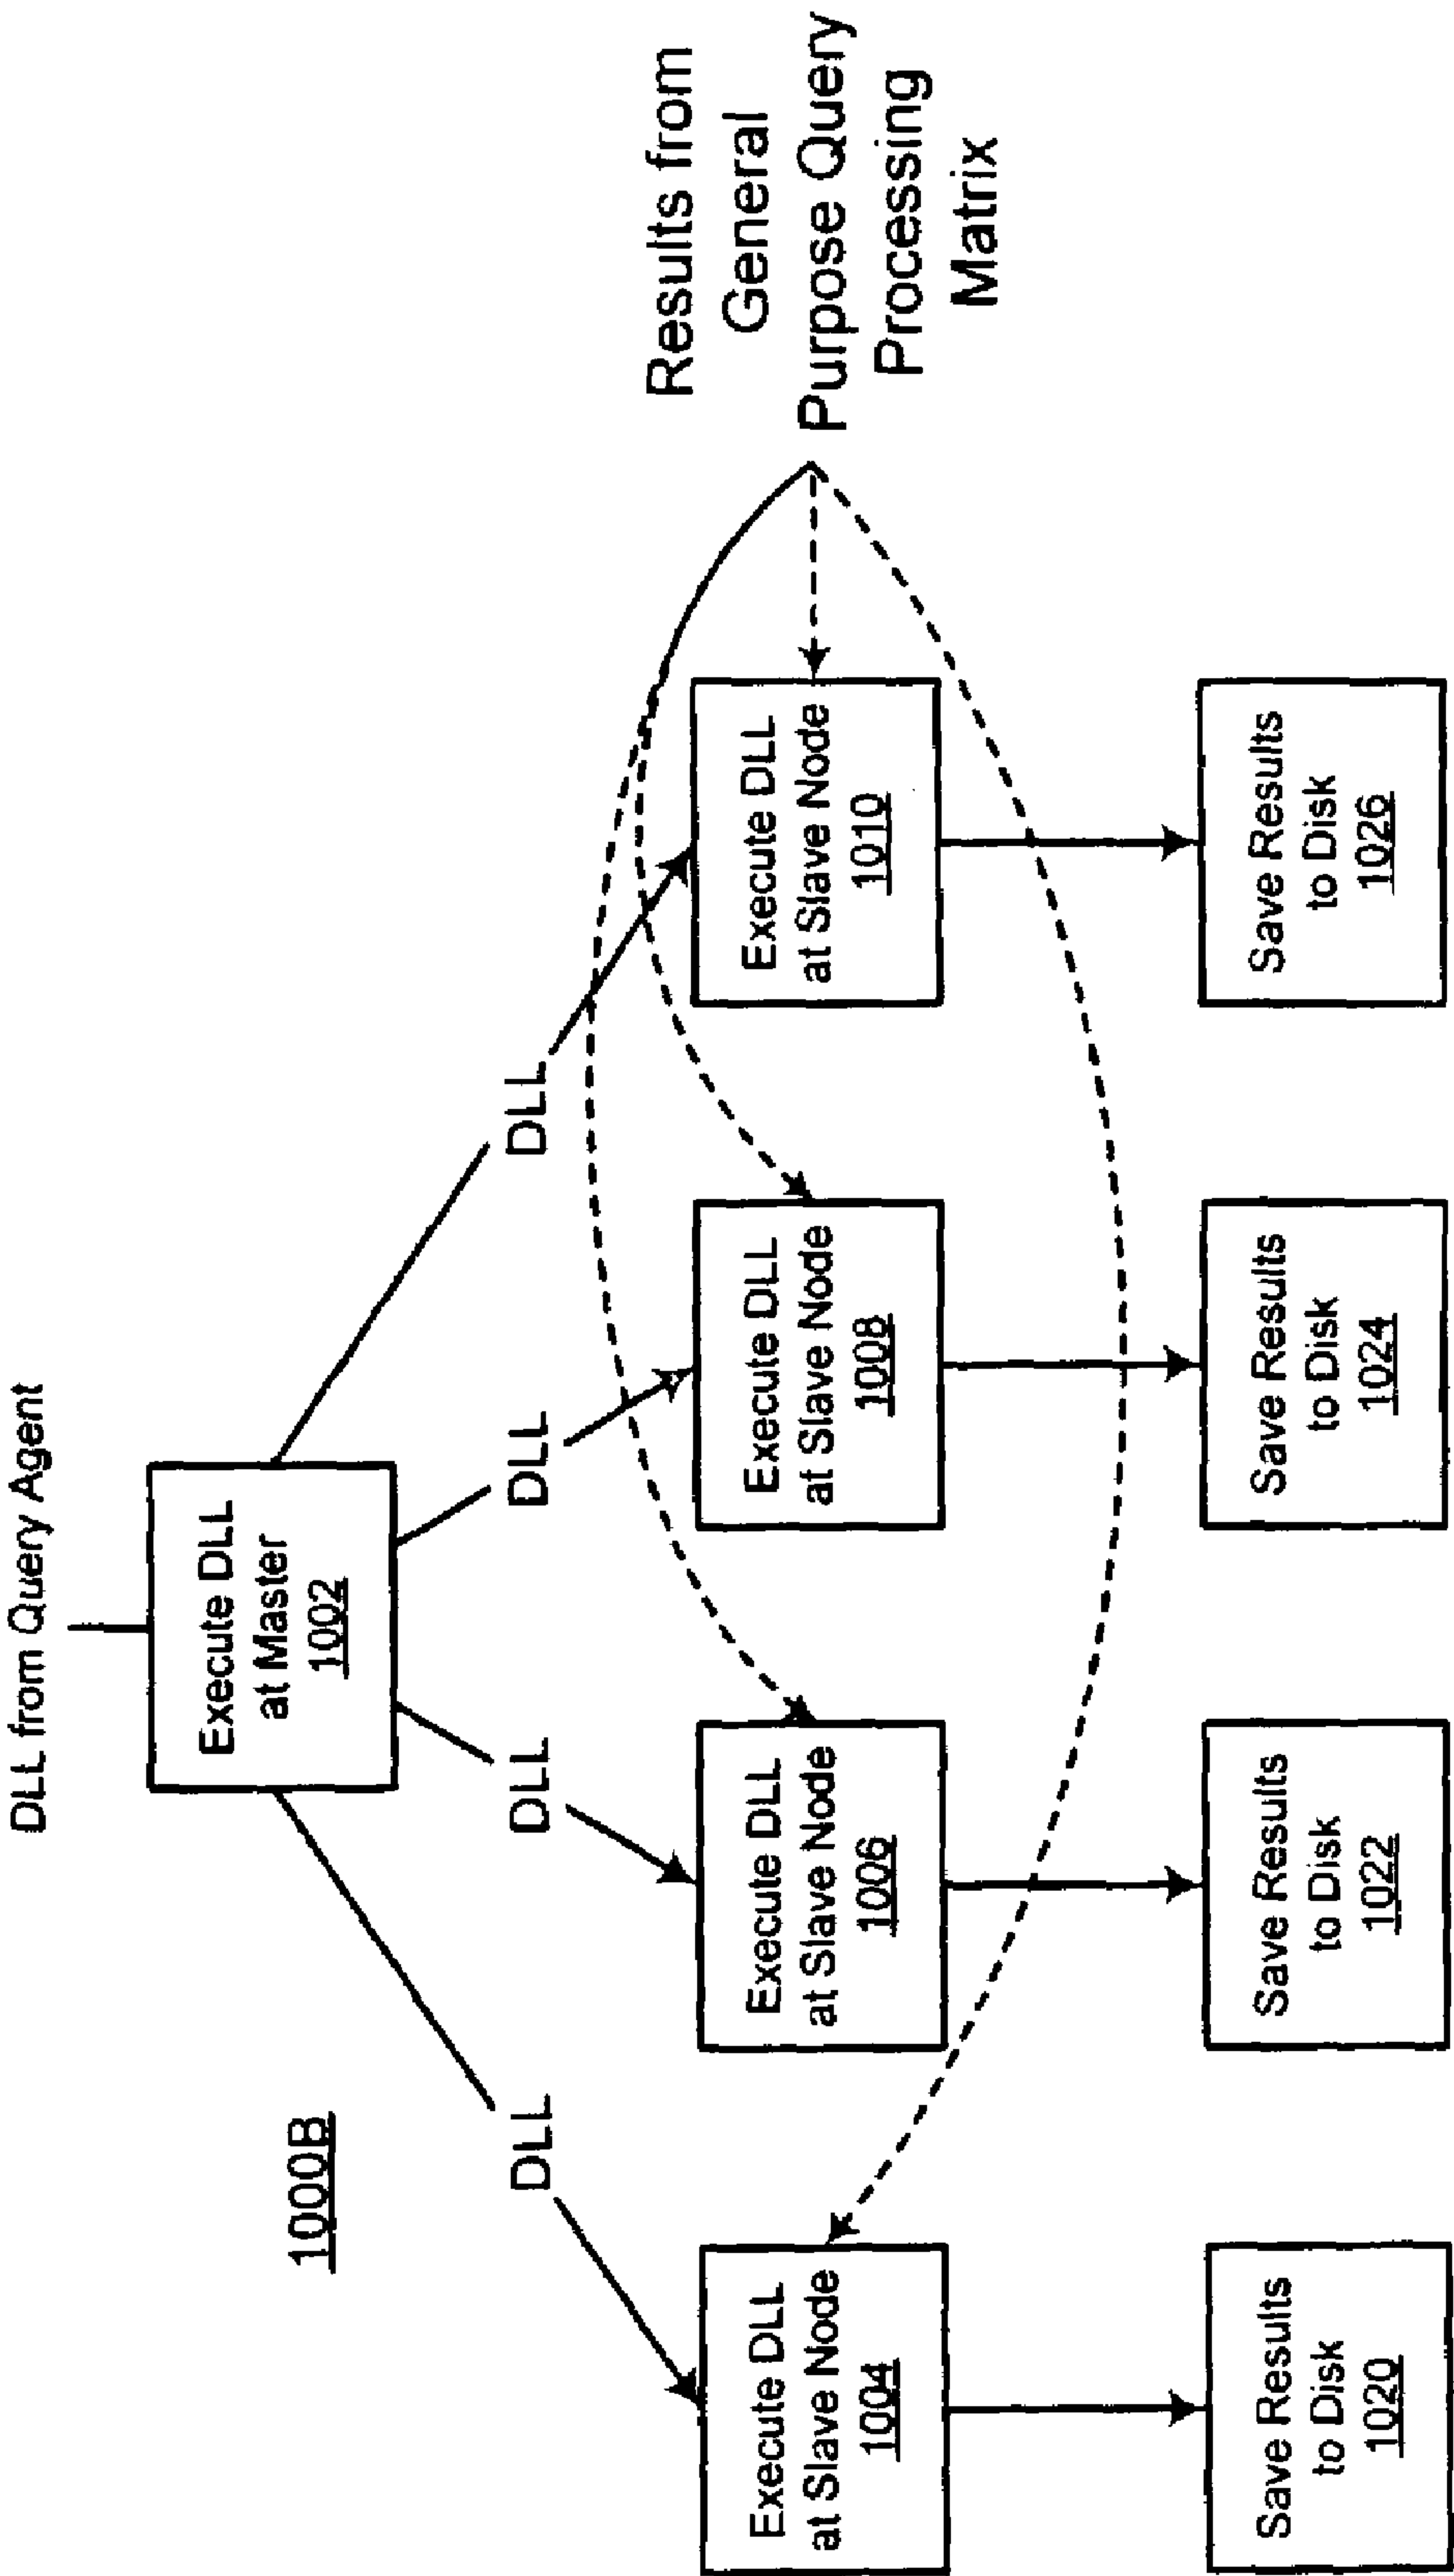 DLL from Query Agent
Execute DLL
at Master
1002
1000B
DLL
DLL
DLL
DLL
Results from
General
Purpose Query
Processing
Matrix
Execute DLL
at Slave Node
1004
Execute DLL
at Slave Node
1006
Execute DLL
at Slave Node
1008
Execute DLL
at Slave Node
1010
Save Results
to Disk
1020
Save Results
to Disk
1022
Save Results
to Disk
1024
Save Results
to Disk
1026